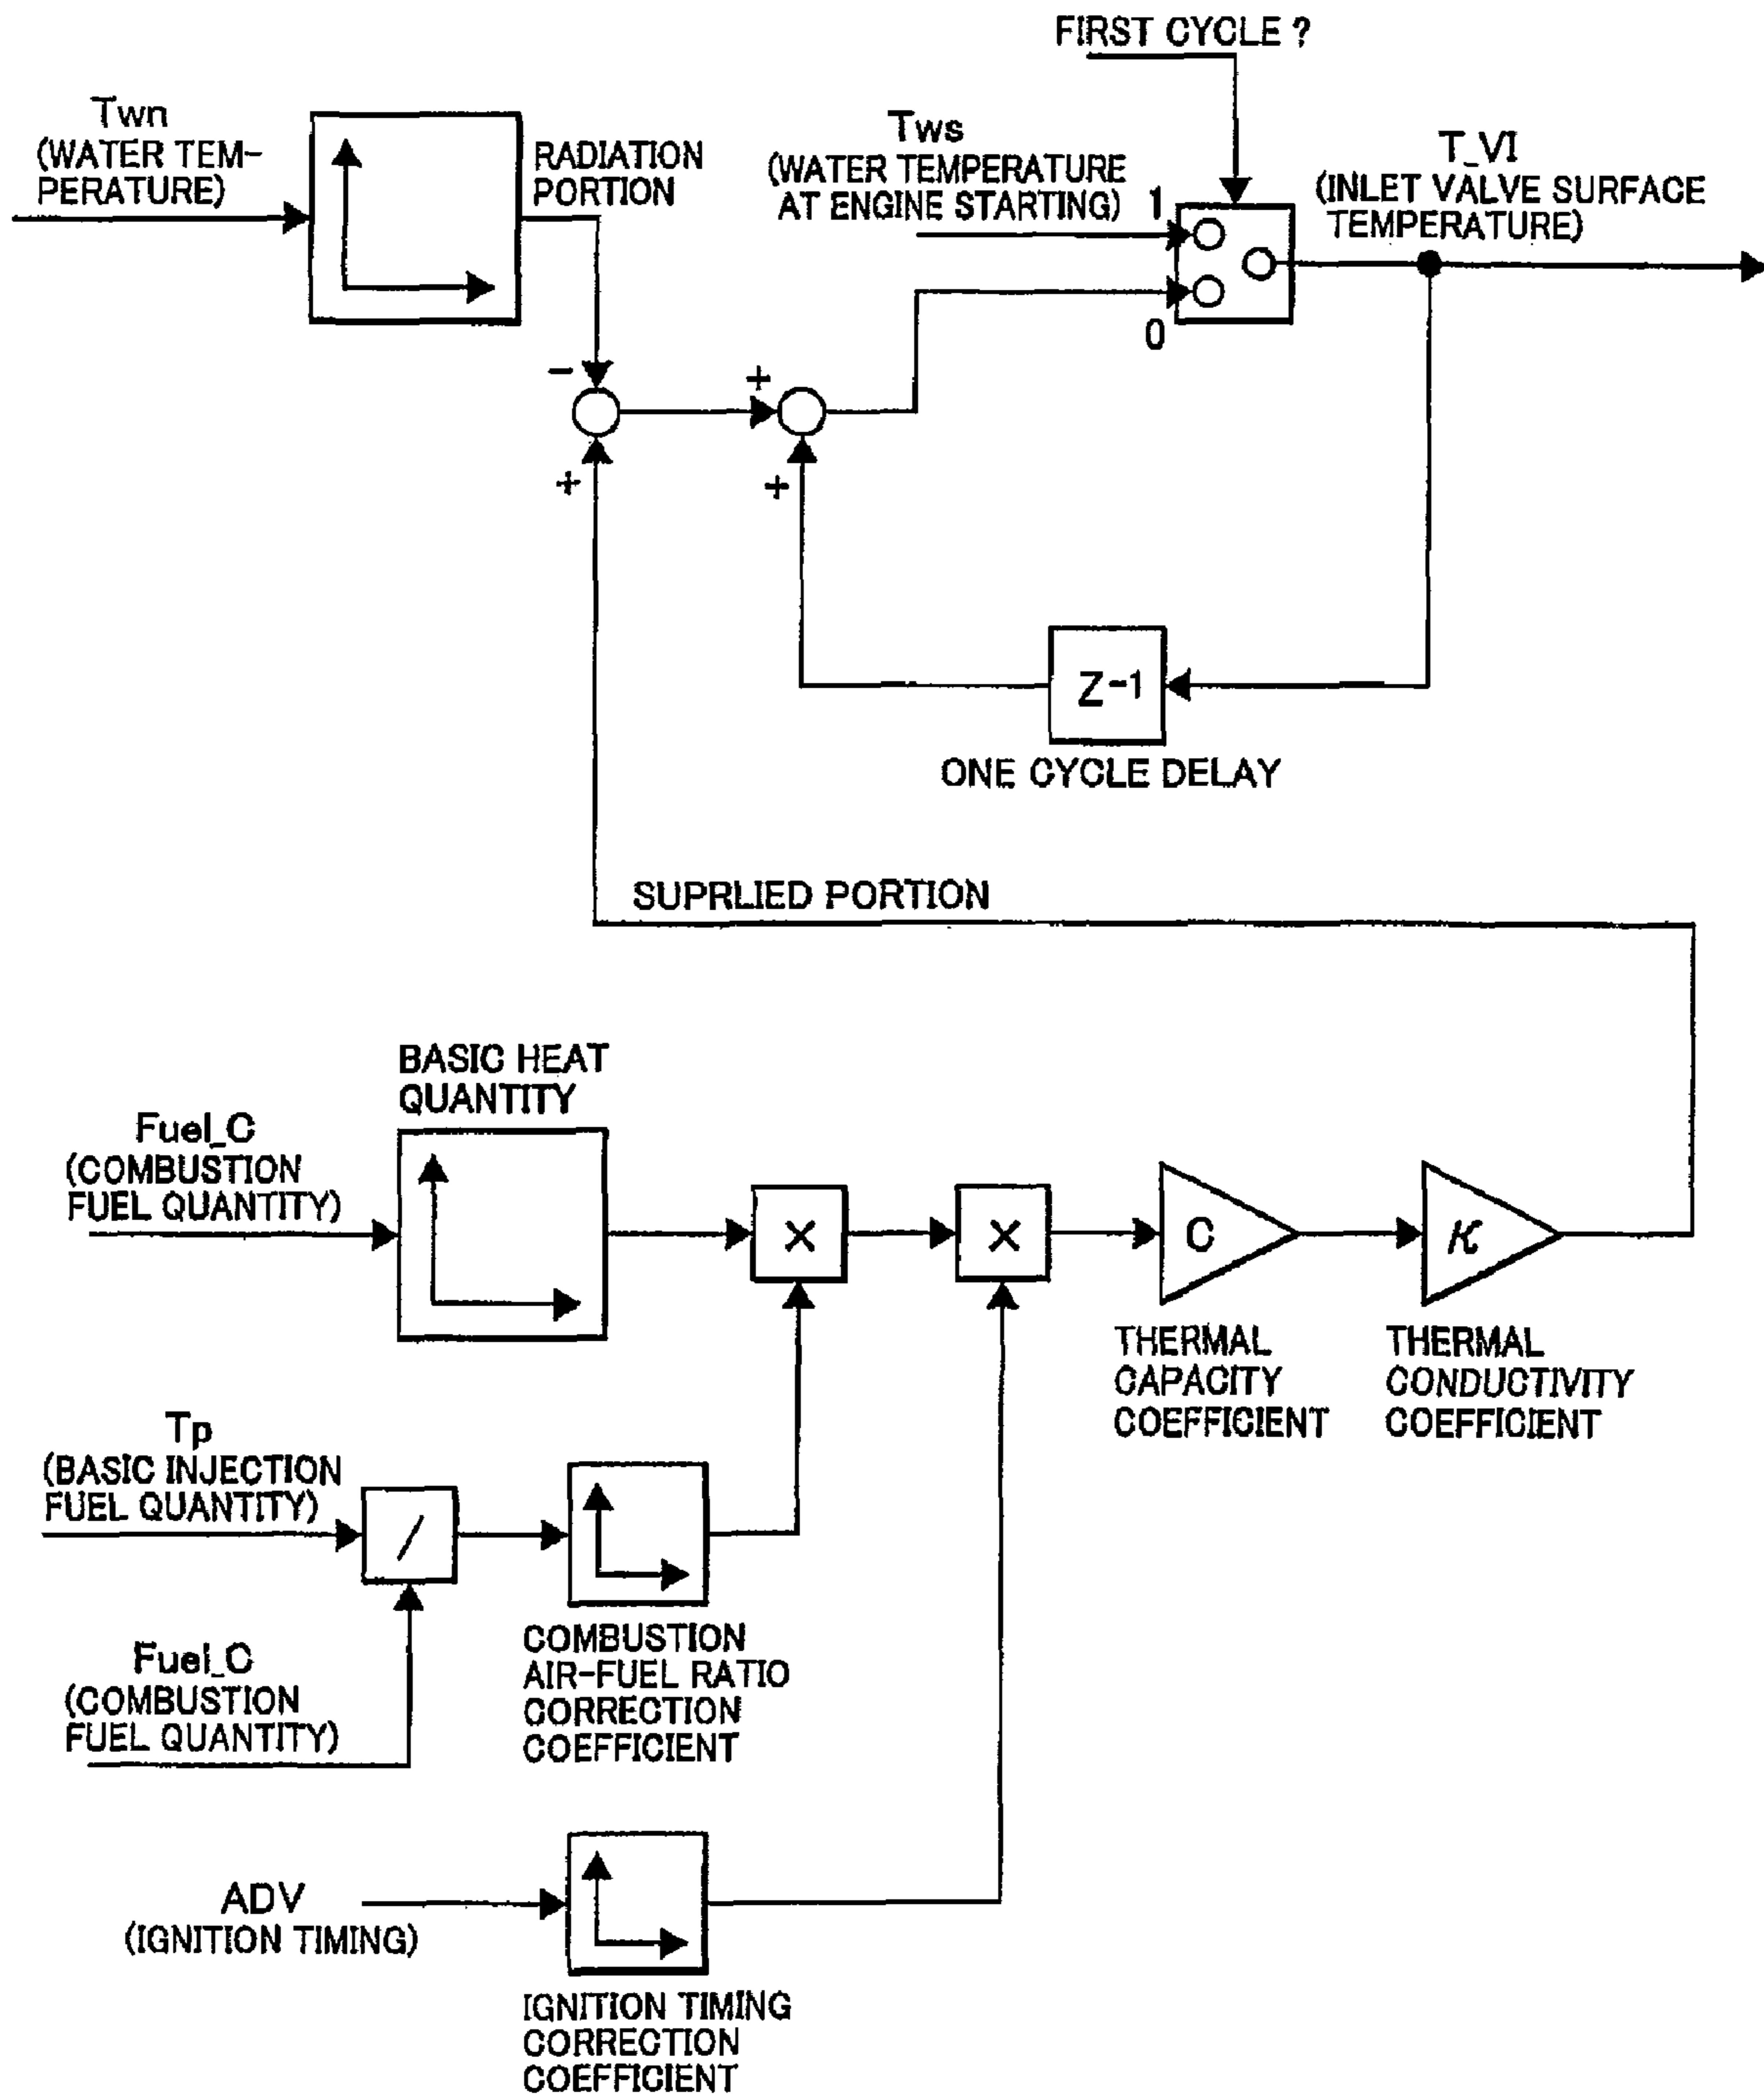 FIRST CYCLE ?
Twn
(WATER TEM-
PERATURE)
RADIATION
PORTION
Tws
(WATER TEMPERATURE
AT ENGINE STARTING)
1
0
T_VI
(INLET VALVE SURFACE
TEMPERATURE)
-
+
+
+
Z-1
ONE CYCLE DELAY
SUPRLIED PORTION
BASIC HEAT
QUANTITY
Fuel_C
(COMBUSTION
FUEL QUANTITY)
×
×
C
K
THERMAL
CAPACITY
COEFFICIENT
THERMAL
CONDUCTIVITY
COEFFICIENT
Tp
(BASIC INJECTION
FUEL QUANTITY)
/
Fuel_C
(COMBUSTION
FUEL QUANTITY)
COMBUSTION
AIR-FUEL RATIO
CORRECTION
COEFFICIENT
ADV
(IGNITION TIMING)
IGNITION TIMING
CORRECTION
COEFFICIENT